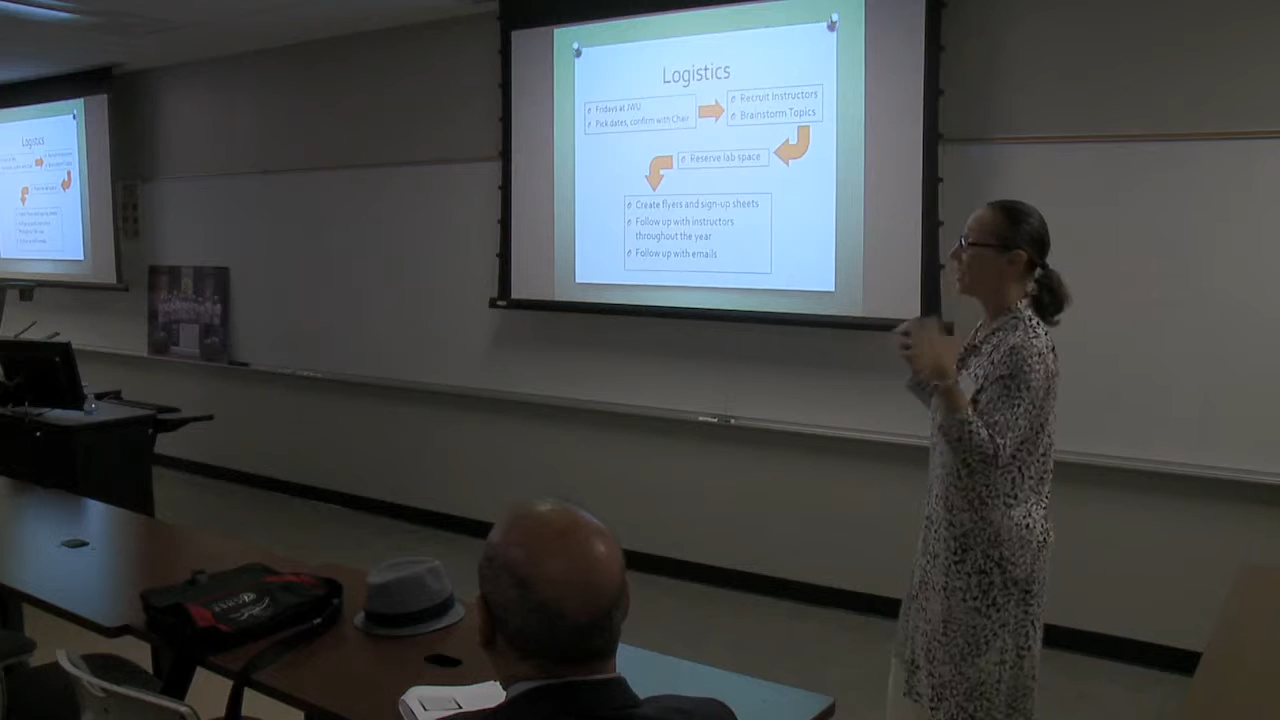 Logistics
Fridays at JWU
Pick dates, confirm with Chair
Recruit Instructors
Brainstorm Topics
Reserve lab space
Create flyers and sign-up sheets
Follow up with instructors
throughout the year
Follow up with emails
Logistics